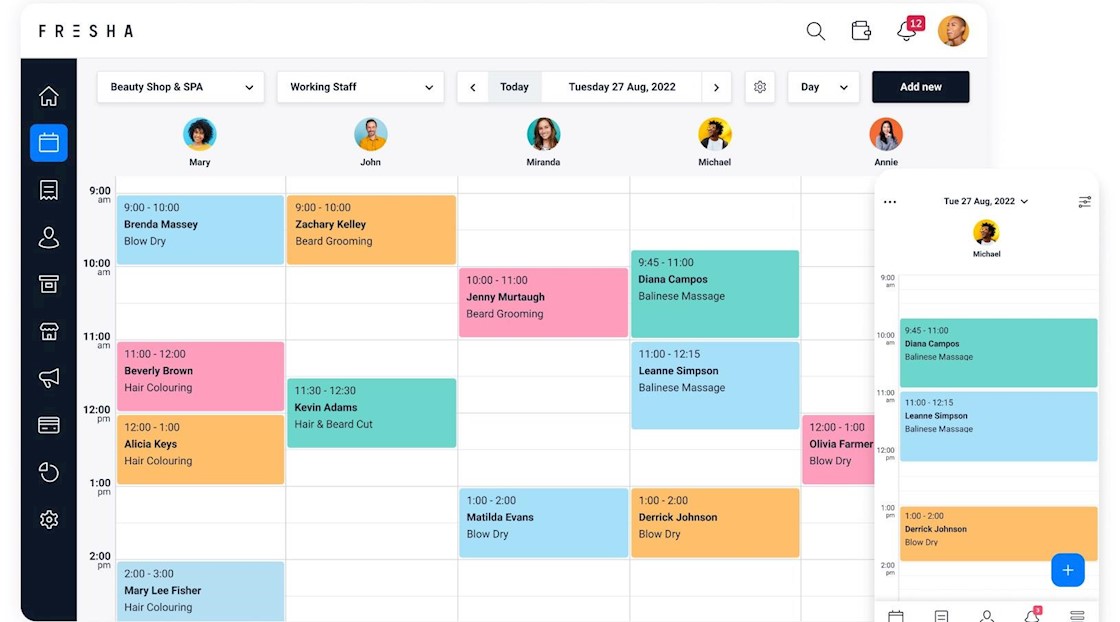 FRESHA
12
Beauty Shop & SPA
Working Staff
Today
Tuesday 27 Aug, 2022
Day
Add new
Mary
John
Miranda
Michael
Annie
9:00
am
9:00 - 10:00
Brenda Massey
Blow Dry
9:00 - 10:00
Zachary Kelley
Beard Grooming
10:00
am
10:00 - 11:00
Jenny Murtaugh
Beard Grooming
9:45 - 11:00
Diana Campos
Balinese Massage
11:00
am
11:00 - 12:00
Beverly Brown
Hair Colouring
11:30 - 12:30
Kevin Adams
Hair & Beard Cut
11:00 - 12:15
Leanne Simpson
Balinese Massage
12:00
pm
12:00 - 1:00
Alicia Keys
Hair Colouring
12:00 - 1:00
Olivia Farmer
Blow Dry
1:00
pm
1:00 - 2:00
Matilda Evans
Blow Dry
1:00 - 2:00
Derrick Johnson
Blow Dry
2:00
pm
2:00 - 3:00
Mary Lee Fisher
Hair Colouring
Tue 27 Aug, 2022
Michael
9:00
am
9:45 - 11:00
Diana Campos
Balinese Massage
10:00
am
11:00
am
11:00 - 12:15
Leanne Simpson
Balinese Massage
12:00
pm
1:00
pm
1:00 - 2:00
Derrick Johnson
Blow Dry
2:00
pm
3